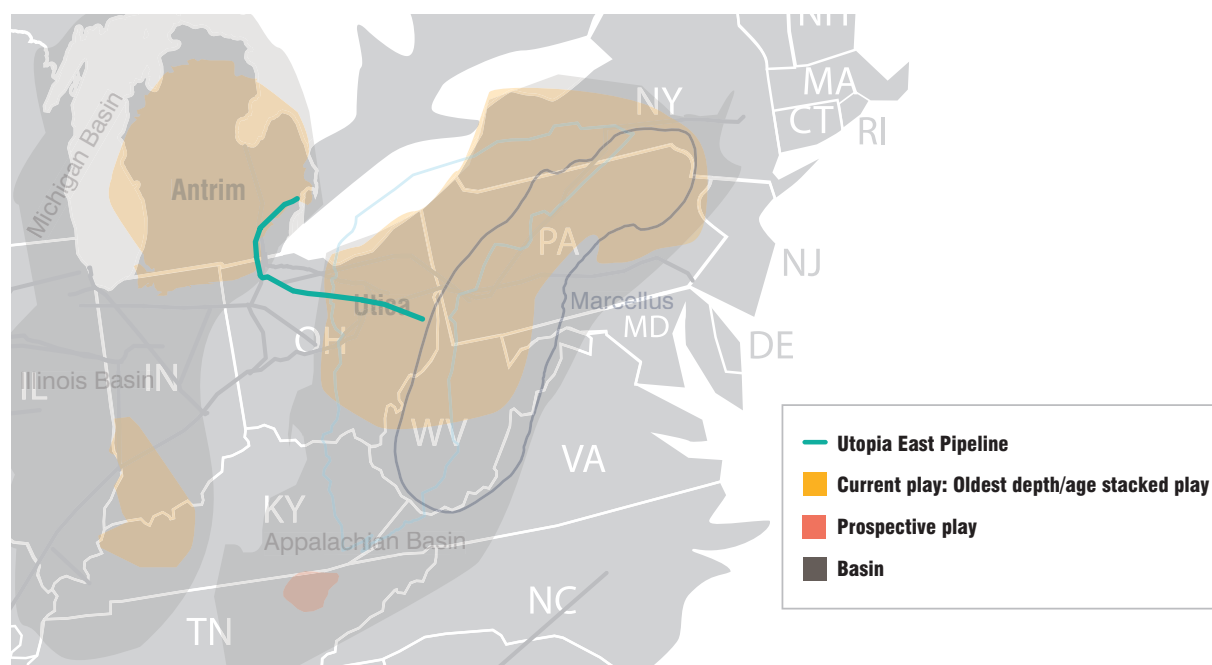 NH
MA
NY
CT
RI
Michigan Basin
Antrim
PA
NJ
Utica
Marcellus
MD
OH
DE
Illinois Basin
IL
IN
WV
VA
KY
Appalachian Basin
NC
TN
Utopia East Pipeline
Current play: Oldest depth/age stacked play
Prospective play
Basin